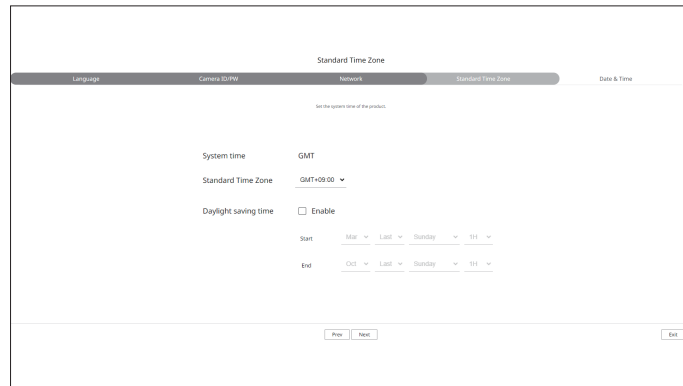 Standard Time Zone
Language Camera ID/PW Network Standard Time Zone Date & Time
Set the system time of the product.
System time GMT
Standard Time Zone GMT+09:00
Daylight saving time Enable
Start Mar Last Sunday 1H
End Oct Last Sunday 1H
Prev Next Exit